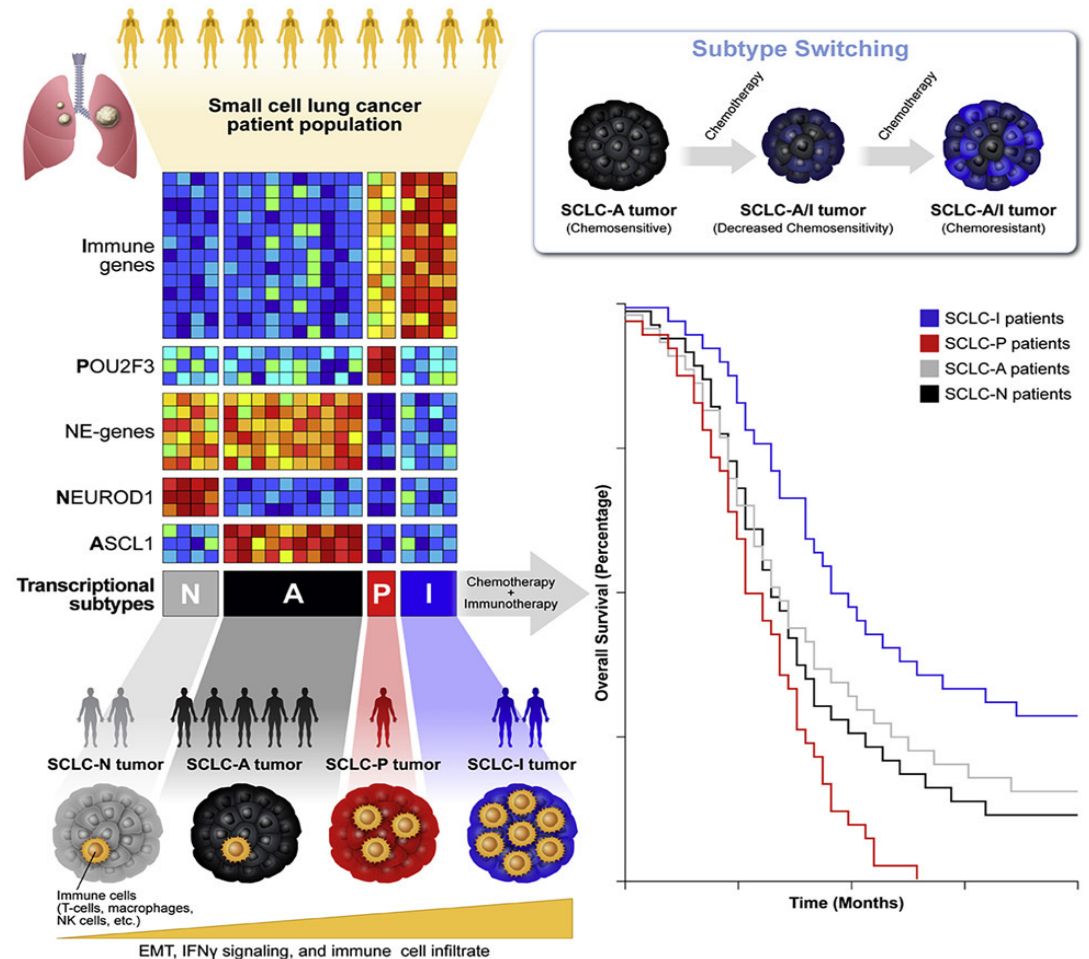 Small cell lung cancer
patient population
Immune
genes
POU2F3
NE-genes
NEUROD1
ASCL1
Transcriptional
subtypes
N
A
P
I
Chemotherapy
+
Immunotherapy
SCLC-N tumor
SCLC-A tumor
SCLC-P tumor
SCLC-I tumor
Immune cells
(T-cells, macrophages,
NK cells, etc.)
EMT, IFNγ signaling, and immune cell infiltrate
Subtype Switching
Chemotherapy
Chemotherapy
SCLC-A tumor
(Chemosensitive)
SCLC-A/I tumor
(Decreased Chemosensitivity)
SCLC-A/I tumor
(Chemoresistant)
SCLC-I patients
SCLC-P patients
SCLC-A patients
SCLC-N patients
Overall Survival (Percentage)
Time (Months)